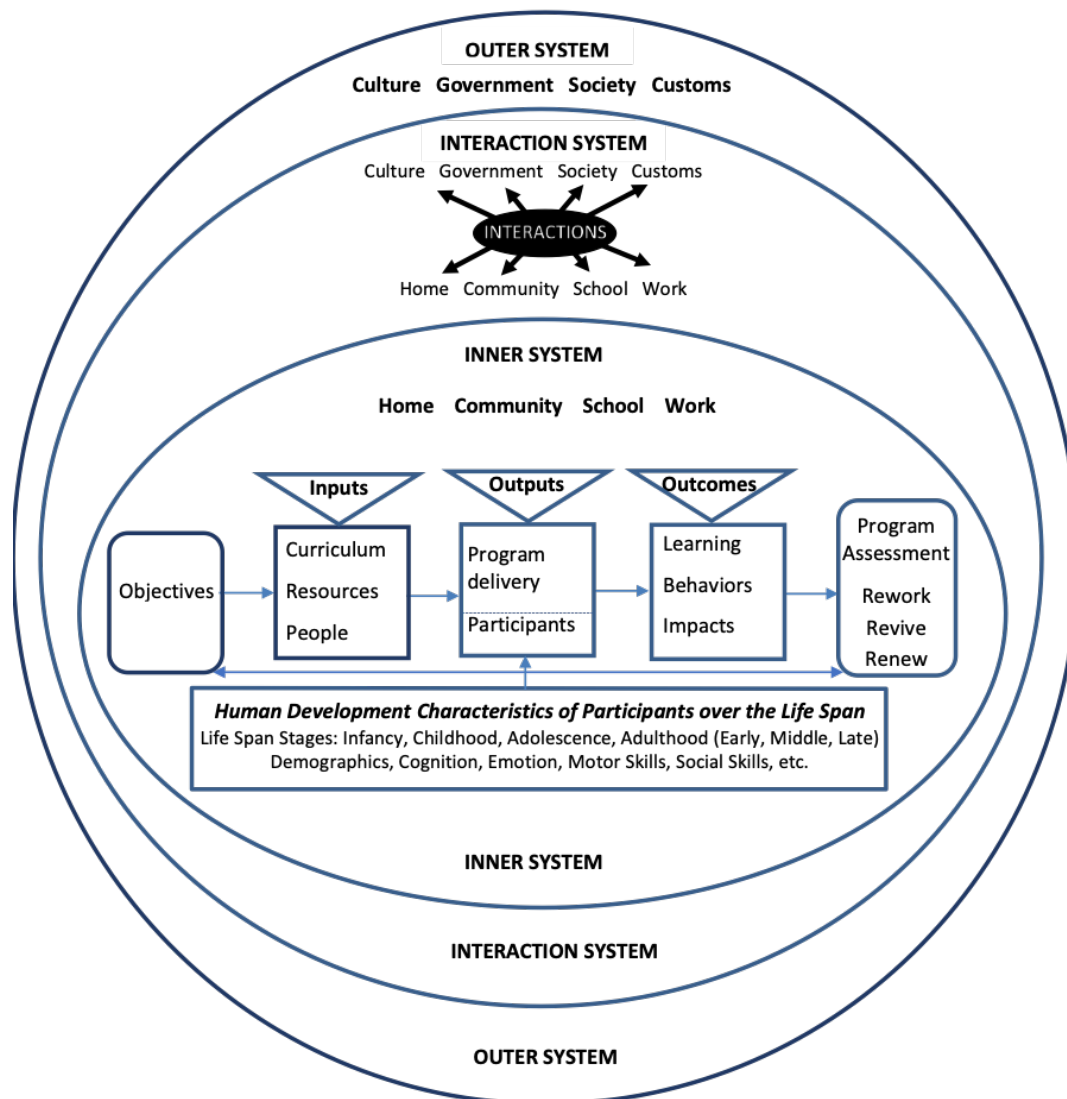 OUTER SYSTEM
Culture Government Society Customs
INTERACTION SYSTEM
Culture Government Society Customs
INTERACTIONS
Home Community School Work
INNER SYSTEM
Home Community School Work
Inputs
Outputs
Outcomes
Objectives
Curriculum
Resources
People
Program
delivery
Participants
Learning
Behaviors
Impacts
Program
Assessment
Rework
Revive
Renew
Human Development Characteristics of Participants over the Life Span
Life Span Stages: Infancy, Childhood, Adolescence, Adulthood (Early, Middle, Late)
Demographics, Cognition, Emotion, Motor Skills, Social Skills, etc.
INNER SYSTEM
INTERACTION SYSTEM
OUTER SYSTEM